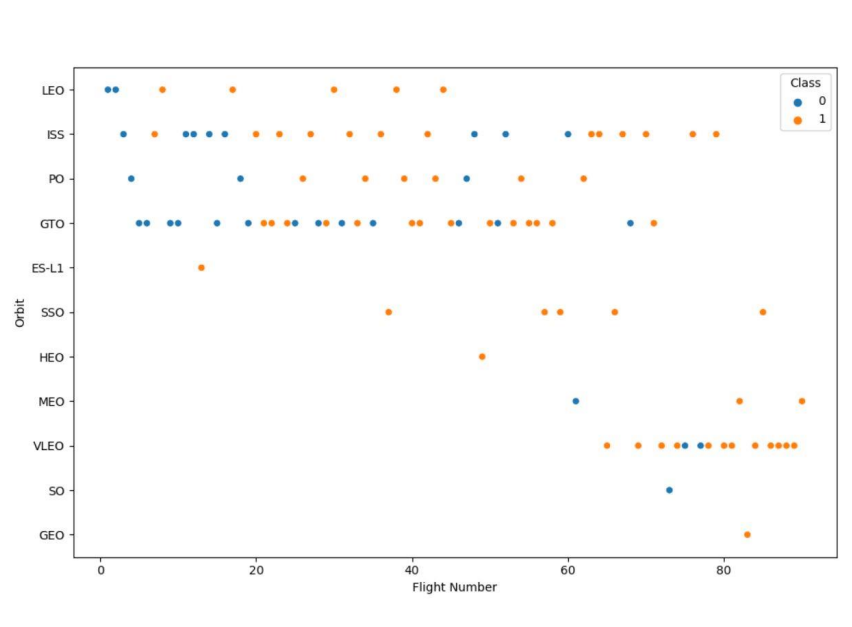 Class
0
1
LEO
ISS
PO
GTO
ES-L1
SSO
HEO
MEO
VLEO
SO
GEO
Orbit
0 20 40 60 80
Flight Number